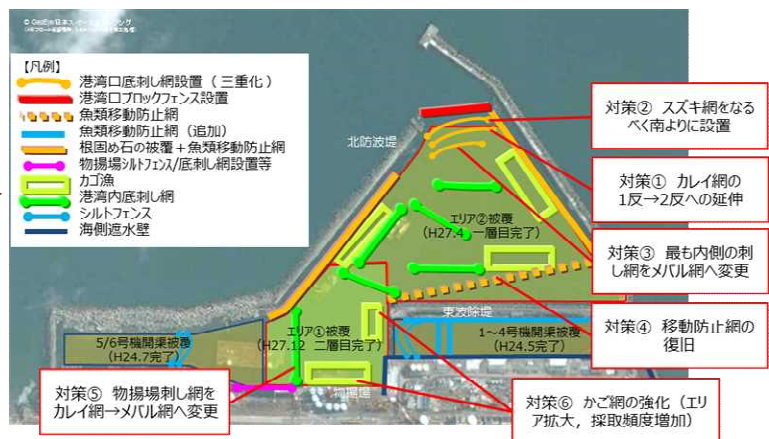 【凡例】
港湾口底刺し網設置（三重化）
港湾口ブロックフェンス設置
魚類移動防止網
魚類移動防止網（追加）
根固め石の被覆＋魚類移動防止網
物揚場シルトフェンス/底刺し網設置等
カゴ漁
港湾内底刺し網
シルトフェンス
海側遮水壁
北防波堤
対策② スズキ網をなる
べく南よりに設置
対策① カレイ網の
1反→2反への延伸
対策③ 最も内側の刺
し網をメバル網へ変更
対策④ 移動防止網の
復旧
エリア②被覆
（H27.4 一層目完了）
東波除堤
エリア①被覆
（H27.12 二層目完了）
5/6号機開渠被覆
（H24.7完了）
1～4号機開渠被覆
（H24.5完了）
対策⑤ 物揚場刺し網を
カレイ網→メバル網へ変更
物揚場
対策⑥ かご網の強化（エリ
ア拡大，採取頻度増加）